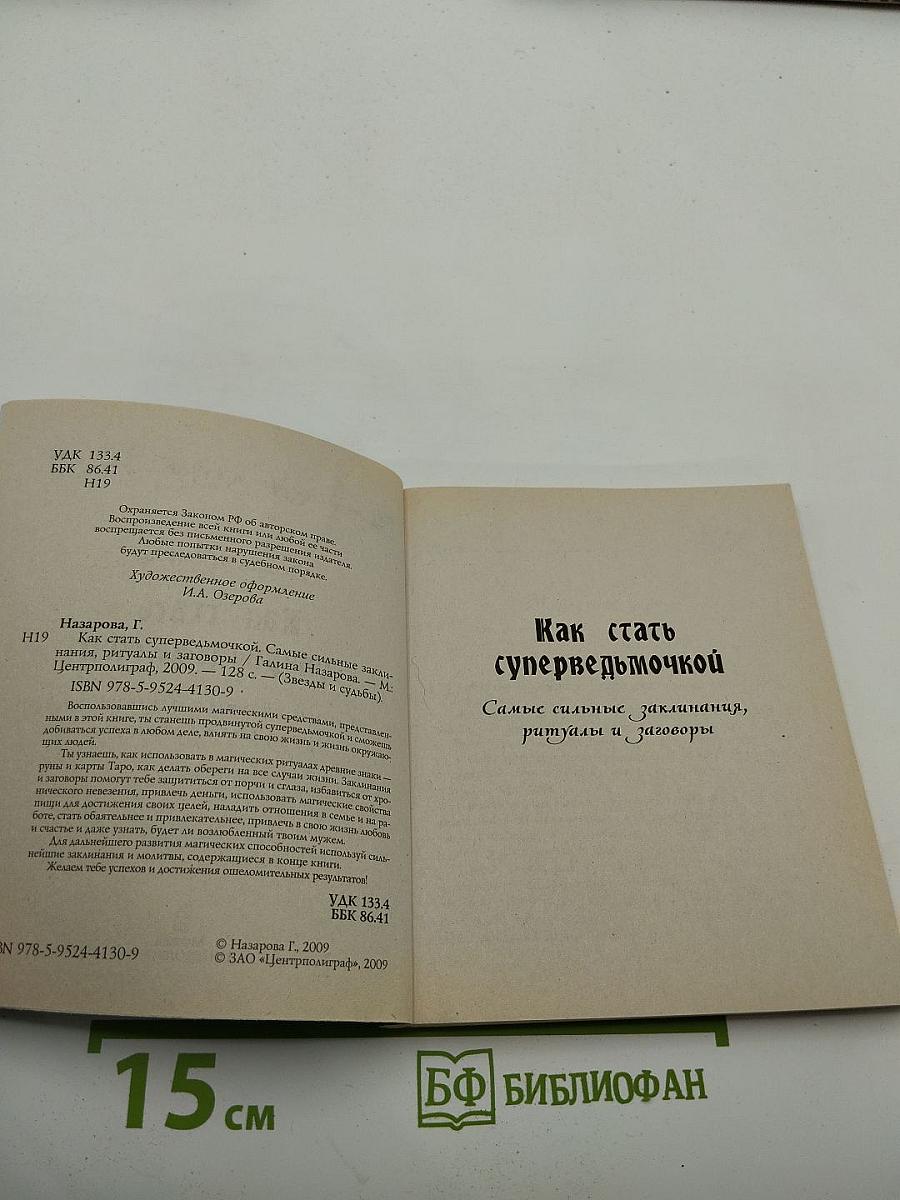 УДК 133.4
ББК 86.41
Н19
Охраняется Законом РФ об авторском праве.
Воспроизведение всей книги или любой ее части
воспрещается без письменного разрешения издателя.
Любые попытки нарушения закона
будут преследоваться в судебном порядке.
Художественное оформление
И.А. Озерова
Назарова, Г.
Н19 Как стать суперведьмочкой. Самые сильные закли-
нания, ритуалы и заговоры / Галина Назарова. — М.:
Центрполиграф, 2009. — 128 с. — (Звезды и судьбы).
ISBN 978-5-9524-4130-9
Воспользовавшись лучшими магическими средствами, представлен-
ными в этой книге, ты станешь продвинутой суперведьмочкой и сможешь
добиваться успеха в любом деле, влиять на свою жизнь и жизнь окружаю-
щих людей.
Ты узнаешь, как использовать в магических ритуалах древние знаки —
руны и карты Таро, как делать обереги на все случаи жизни. Заклинания
и заговоры помогут тебе защититься от порчи и сглаза, избавиться от хро-
нического невезения, привлечь деньги, использовать магические свойства
пищи для достижения своих целей, наладить отношения в семье и на ра-
боте, стать обаятельнее и привлекательнее, привлечь в свою жизнь любовь
и счастье и даже узнать, будет ли возлюбленный твоим мужем.
Для дальнейшего развития магических способностей используй силь-
нейшие заклинания и молитвы, содержащиеся в конце книги.
Желаем тебе успехов и достижения ошеломительных результатов!
УДК 133.4
ББК 86.41
BN 978-5-9524-4130-9
© Назарова Г., 2009
© ЗАО «Центрполиграф», 2009
Как стать
суперведьмочкой
Самые сильные заклинания,
ритуалы и заговоры
15 см
БФ БИБЛИОФАН